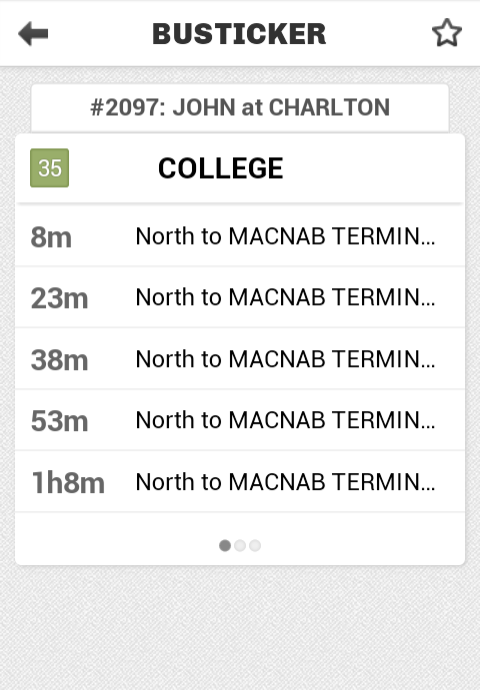 BUSTICKER
#2097: JOHN at CHARLTON
35 COLLEGE
8m North to MACNAB TERMIN...
23m North to MACNAB TERMIN...
38m North to MACNAB TERMIN...
53m North to MACNAB TERMIN...
1h8m North to MACNAB TERMIN...